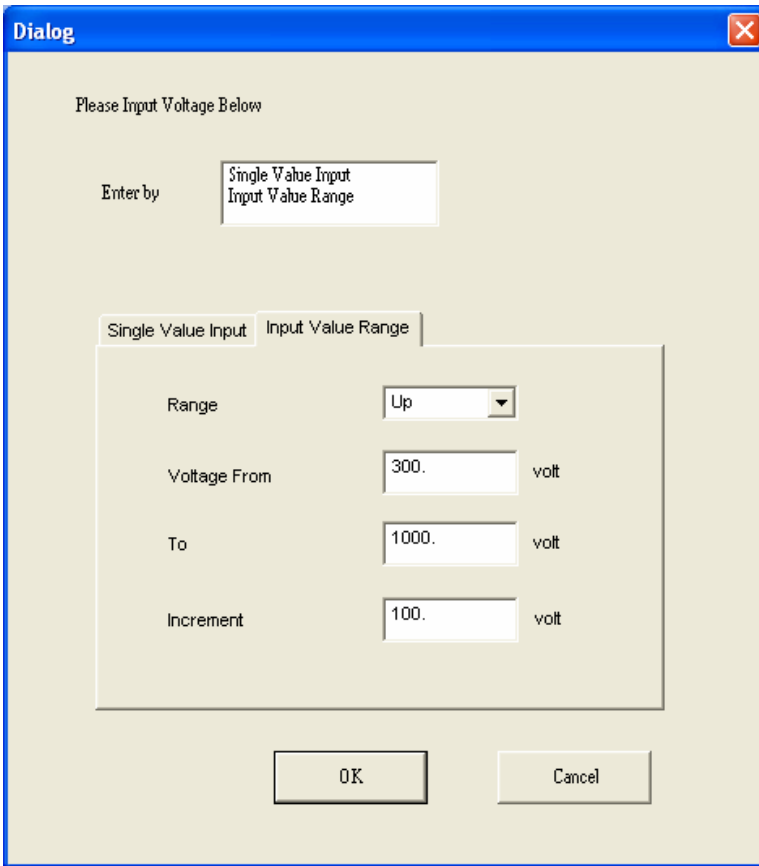 Dialog
Please Input Voltage Below
Enter by
Single Value Input
Input Value Range
Single Value Input Input Value Range
Range Up
Voltage From 300. volt
To 1000. volt
Increment 100. volt
OK Cancel